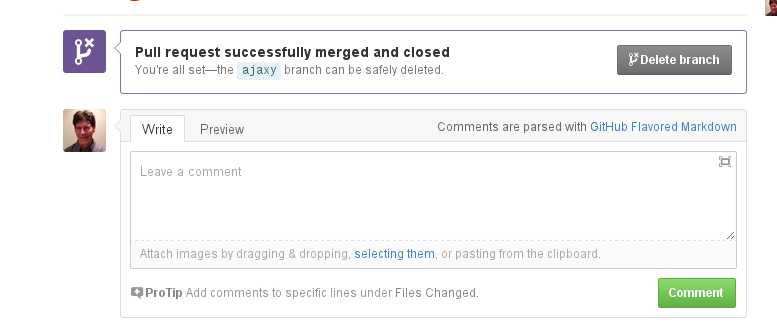 Pull request successfully merged and closed
You're all set—the ajaxy branch can be safely deleted.
Delete branch
Write Preview Comments are parsed with GitHub Flavored Markdown
Leave a comment
Attach images by dragging & dropping, selecting them, or pasting from the clipboard.
ProTip Add comments to specific lines under Files Changed.
Comment